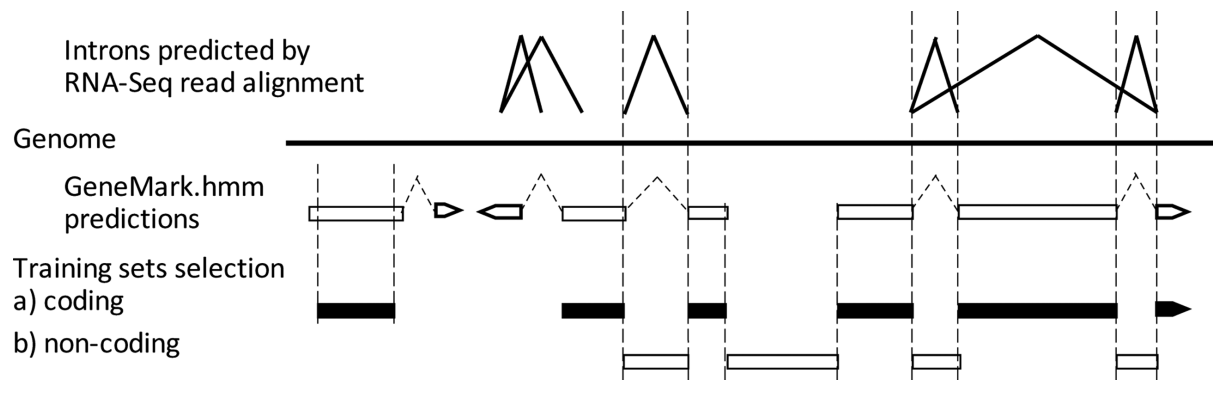 Introns predicted by
RNA-Seq read alignment
Genome
GeneMark.hmm
predictions
Training sets selection
a) coding
b) non-coding